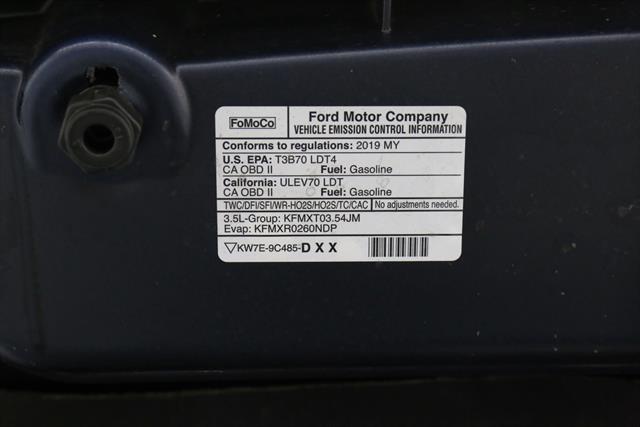 FoMoCo
Ford Motor Company
VEHICLE EMISSION CONTROL INFORMATION
Conforms to regulations: 2019 MY
U.S. EPA: T3B70 LDT4
CA OBD II Fuel: Gasoline
California: ULEV70 LDT
CA OBD II Fuel: Gasoline
TWC/DFI/SFI/WR-HO2S/HO2S/TC/CAC No adjustments needed.
3.5L-Group: KFMXT03.54JM
Evap: KFMXR0260NDP
▽KW7E-9C485-D X X